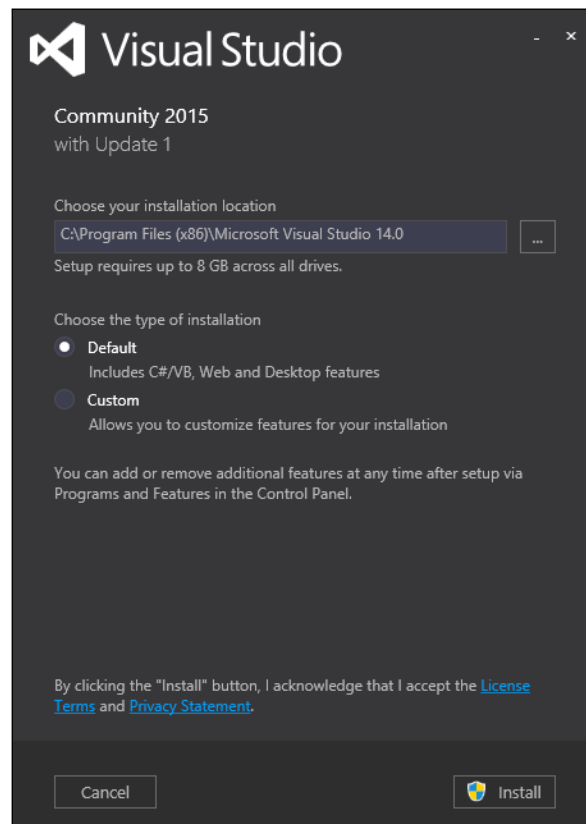 Visual Studio
Community 2015
with Update 1
Choose your installation location
C:\Program Files (x86)\Microsoft Visual Studio 14.0
...
Setup requires up to 8 GB across all drives.
Choose the type of installation
Default
Includes C#/VB, Web and Desktop features
Custom
Allows you to customize features for your installation
You can add or remove additional features at any time after setup via
Programs and Features in the Control Panel.
By clicking the "Install" button, I acknowledge that I accept the License
Terms and Privacy Statement.
Cancel
Install